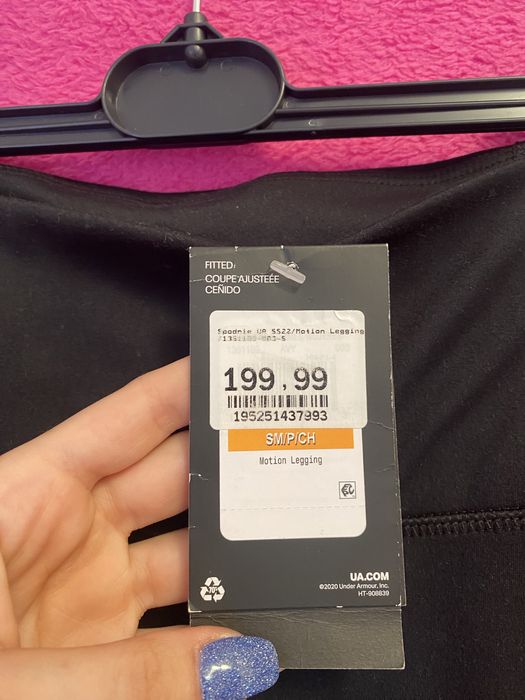 FITTED:
COUPE AJUSTÉE
CEÑIDO
Spodnie UA SS22/Motion Legging
199,99
195251437993
SM/P/CH
Motion Legging
UA.COM
©2020 Under Armour, Inc.
HT-908839